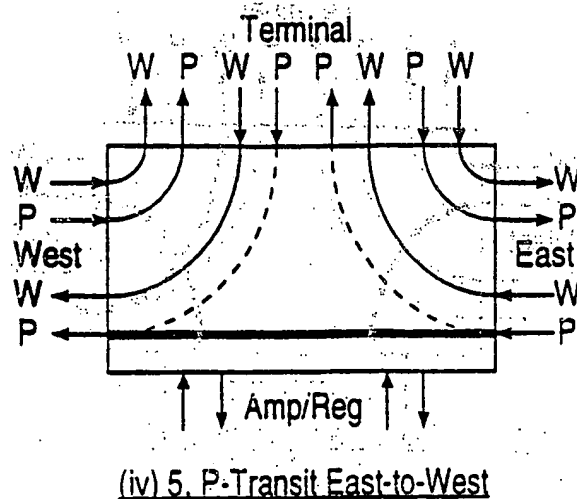 Terminal
W P W P P W P W
W W
P P
West East
W W
P P
Amp/Reg
(iv) 5. P-Transit East-to-West